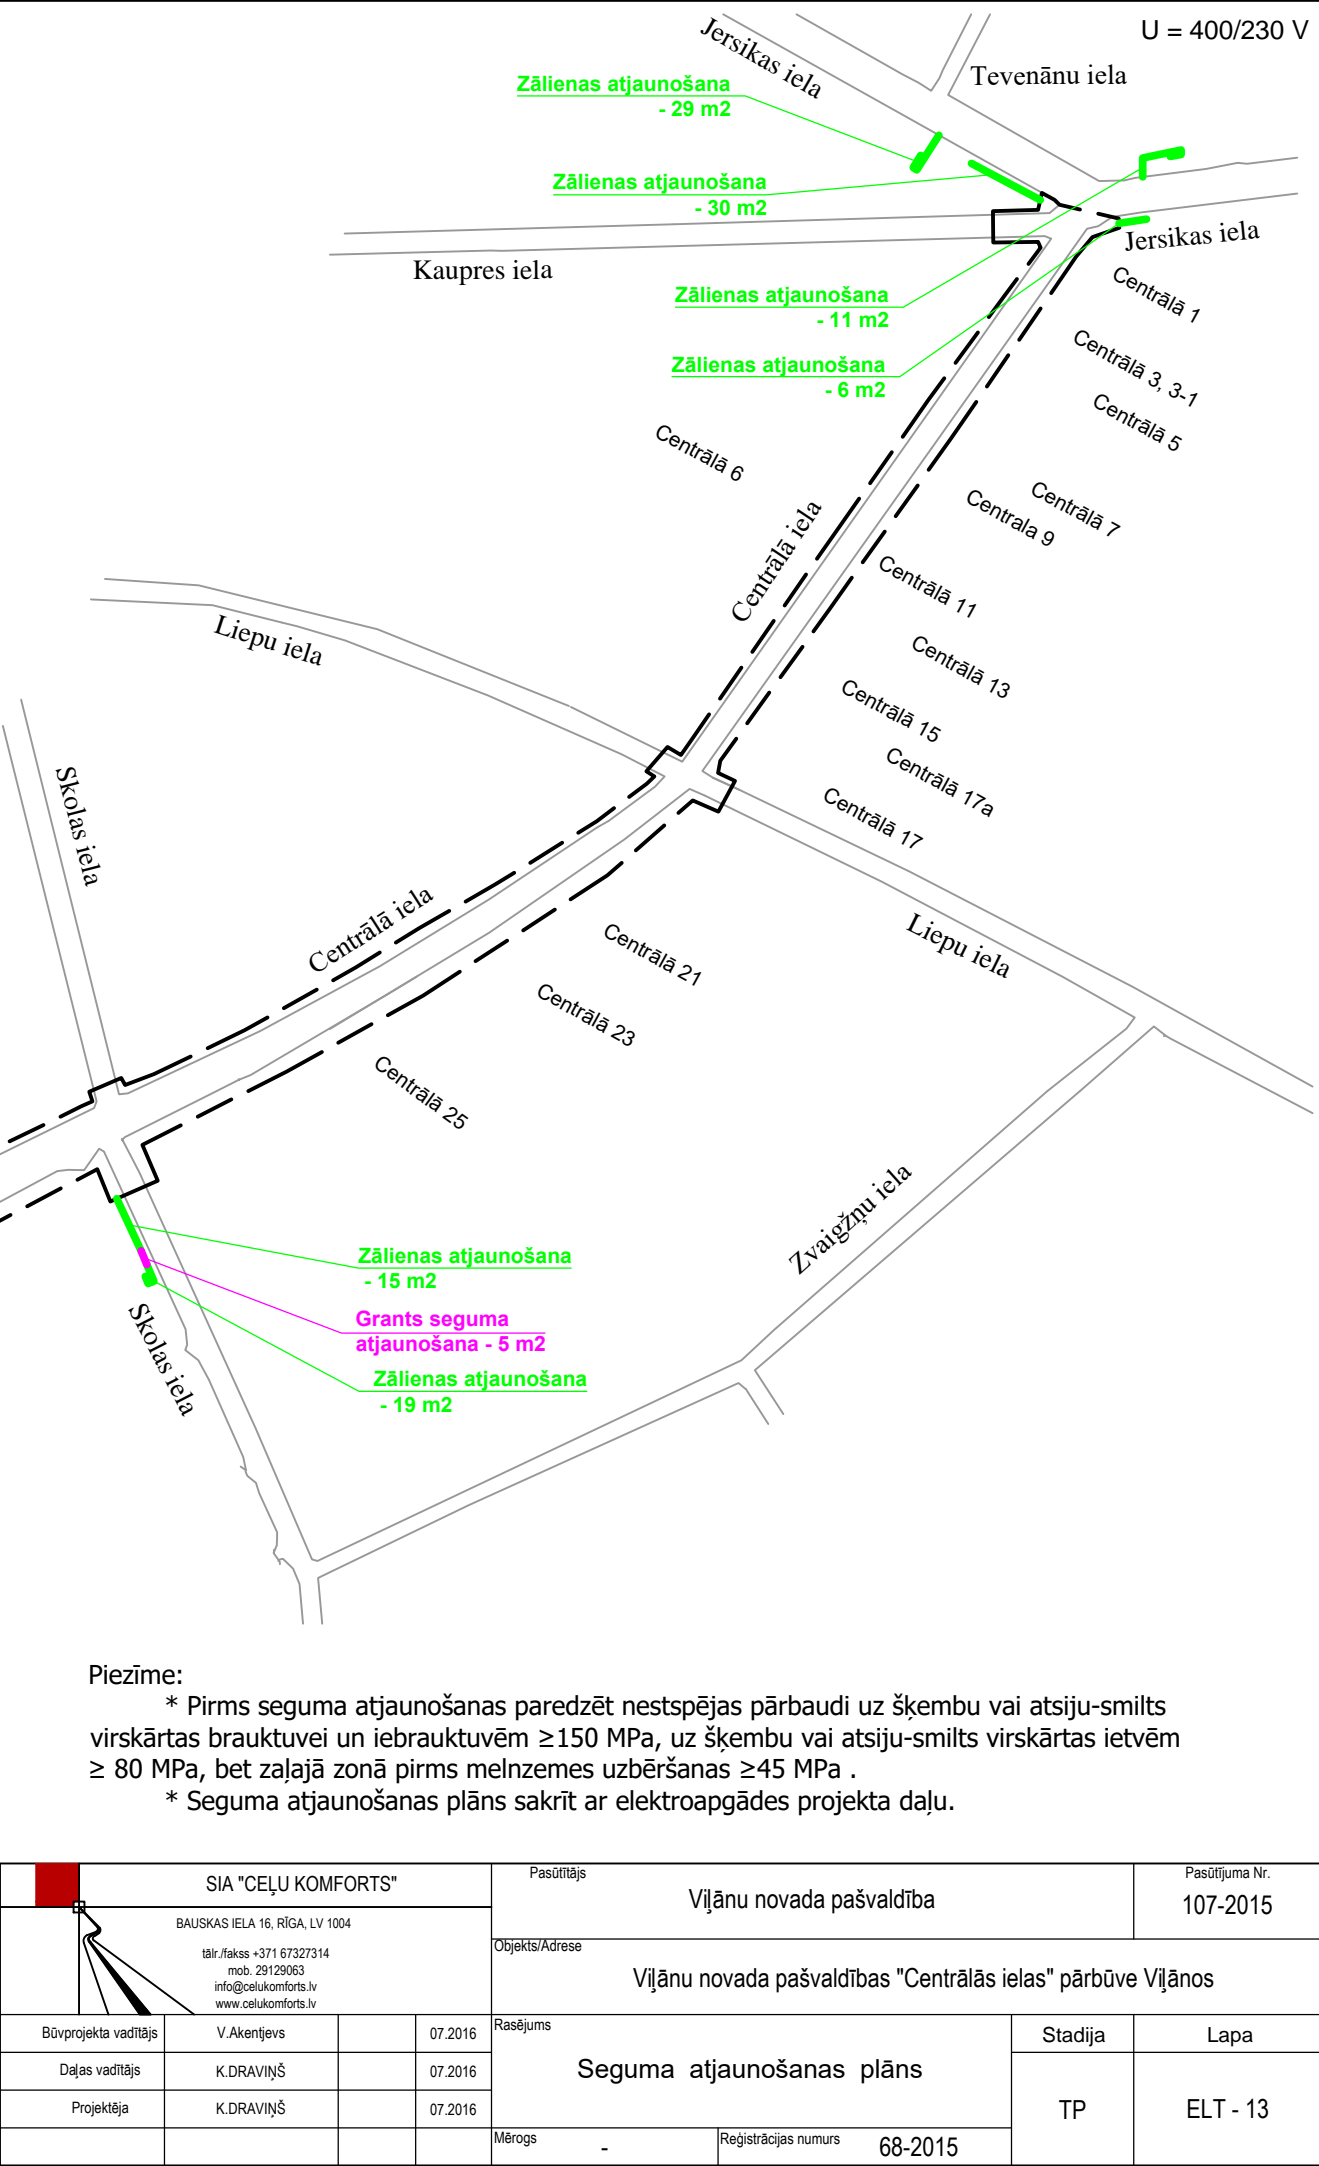 U = 400/230 V
Jersikas iela
Tevenānu iela
Zālienas atjaunošana
- 29 m2
Zālienas atjaunošana
- 30 m2
Jersikas iela
Kaupres iela
Centrālā 1
Zālienas atjaunošana
- 11 m2
Centrālā 3, 3-1
Zālienas atjaunošana
- 6 m2
Centrālā 5
Centrālā 6
Centrālā 7
Centrala 9
Centrālā iela
Centrālā 11
Liepu iela
Centrālā 13
Centrālā 15
Centrālā 17a
Skolas iela
Centrālā 17
Centrālā iela
Liepu iela
Centrālā 21
Centrālā 23
Centrālā 25
Zvaigžņu iela
Zālienas atjaunošana
- 15 m2
Grants seguma
atjaunošana - 5 m2
Skolas iela
Zālienas atjaunošana
- 19 m2
Piezīme:
* Pirms seguma atjaunošanas paredzēt nestspējas pārbaudi uz šķembu vai atsiju-smilts
virskārtas brauktuvei un iebrauktuvēm ≥150 MPa, uz šķembu vai atsiju-smilts virskārtas ietvēm
≥ 80 MPa, bet zaļajā zonā pirms melnzemes uzbēršanas ≥45 MPa .
* Seguma atjaunošanas plāns sakrīt ar elektroapgādes projekta daļu.
SIA "CEĻU KOMFORTS"
BAUSKAS IELA 16, RĪGA, LV 1004
tālr./fakss +371 67327314
mob. 29129063
info@celukomforts.lv
www.celukomforts.lv
Pasūtītājs
Viļānu novada pašvaldība
Pasūtījuma Nr.
107-2015
Objekts/Adrese
Viļānu novada pašvaldības "Centrālās ielas" pārbūve Viļānos
Būvprojekta vadītājs V.Akentjevs 07.2016
Daļas vadītājs K.DRAVIŅŠ 07.2016
Projektēja K.DRAVIŅŠ 07.2016
Rasējums
Seguma atjaunošanas plāns
Stadija Lapa
TP ELT - 13
Mērogs -
Reģistrācijas numurs 68-2015